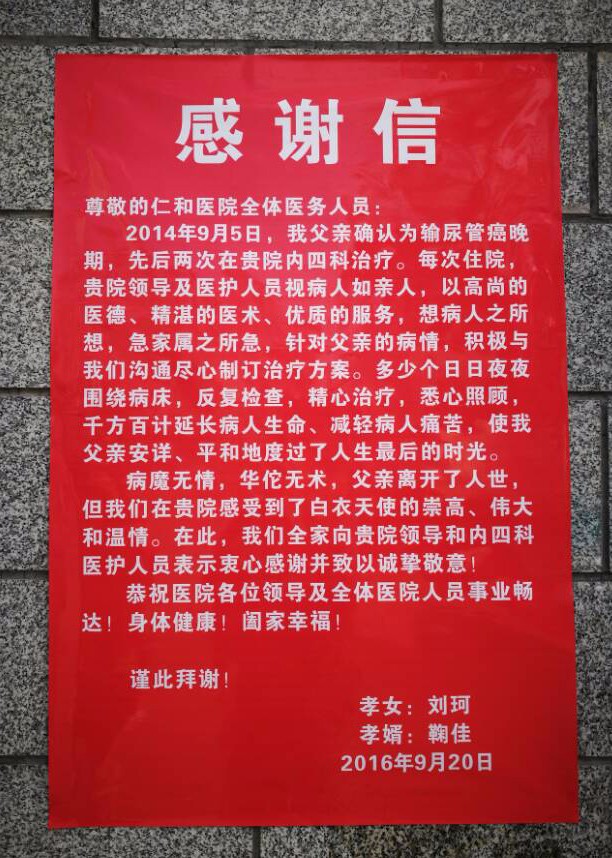 感谢信
尊敬的仁和医院全体医务人员：
2014年9月5日，我父亲确认为输尿管癌晚
期，先后两次在贵院内四科治疗。每次住院，
贵院领导及医护人员视病人如亲人，以高尚的
医德、精湛的医术、优质的服务，想病人之所
想，急家属之所急，针对父亲的病情，积极与
我们沟通尽心制订治疗方案。多少个日日夜夜
围绕病床，反复检查，精心治疗，悉心照顾，
千方百计延长病人生命、减轻病人痛苦，使我
父亲安详、平和地度过了人生最后的时光。
病魔无情，华佗无术，父亲离开了人世，
但我们在贵院感受到了白衣天使的崇高、伟大
和温情。在此，我们全家向贵院领导和内四科
医护人员表示衷心感谢并致以诚挚敬意！
恭祝医院各位领导及全体医院人员事业畅
达！身体健康！阖家幸福！
谨此拜谢！
孝女：刘珂
孝婿：鞠佳
2016年9月20日